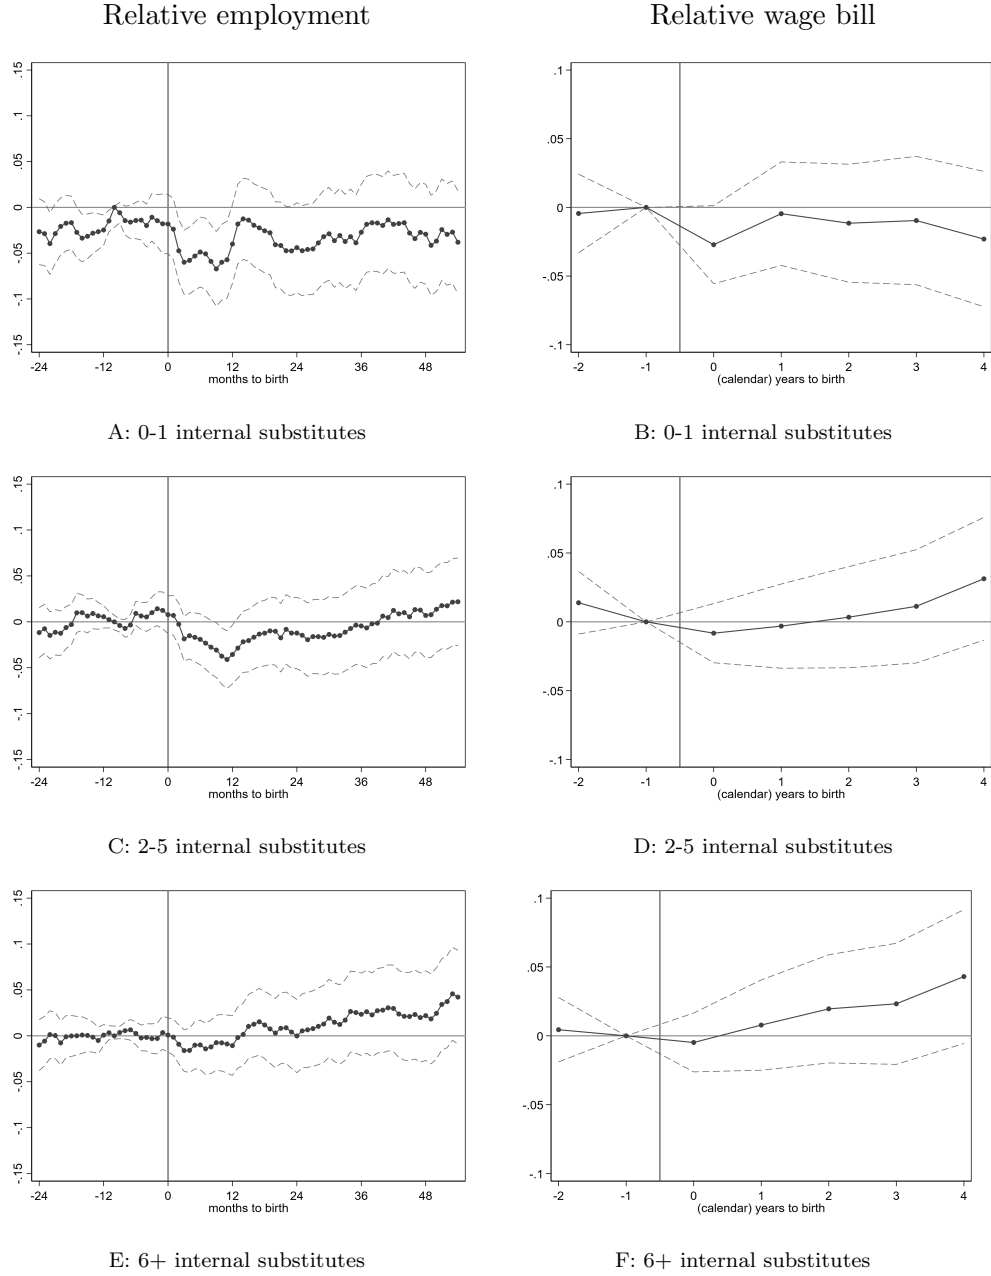 Relative employment
Relative wage bill
.15
.1
.05
0
-.05
-.1
-.15
-24 -12 0 12 24 36 48
months to birth
.1
.05
0
-.05
-.1
-2 -1 0 1 2 3 4
(calendar) years to birth
A: 0-1 internal substitutes
B: 0-1 internal substitutes
.15
.1
.05
0
-.05
-.1
-.15
-24 -12 0 12 24 36 48
months to birth
.1
.05
0
-.05
-.1
-2 -1 0 1 2 3 4
(calendar) years to birth
C: 2-5 internal substitutes
D: 2-5 internal substitutes
.15
.1
.05
0
-.05
-.1
-.15
-24 -12 0 12 24 36 48
months to birth
.1
.05
0
-.05
-.1
-2 -1 0 1 2 3 4
(calendar) years to birth
E: 6+ internal substitutes
F: 6+ internal substitutes